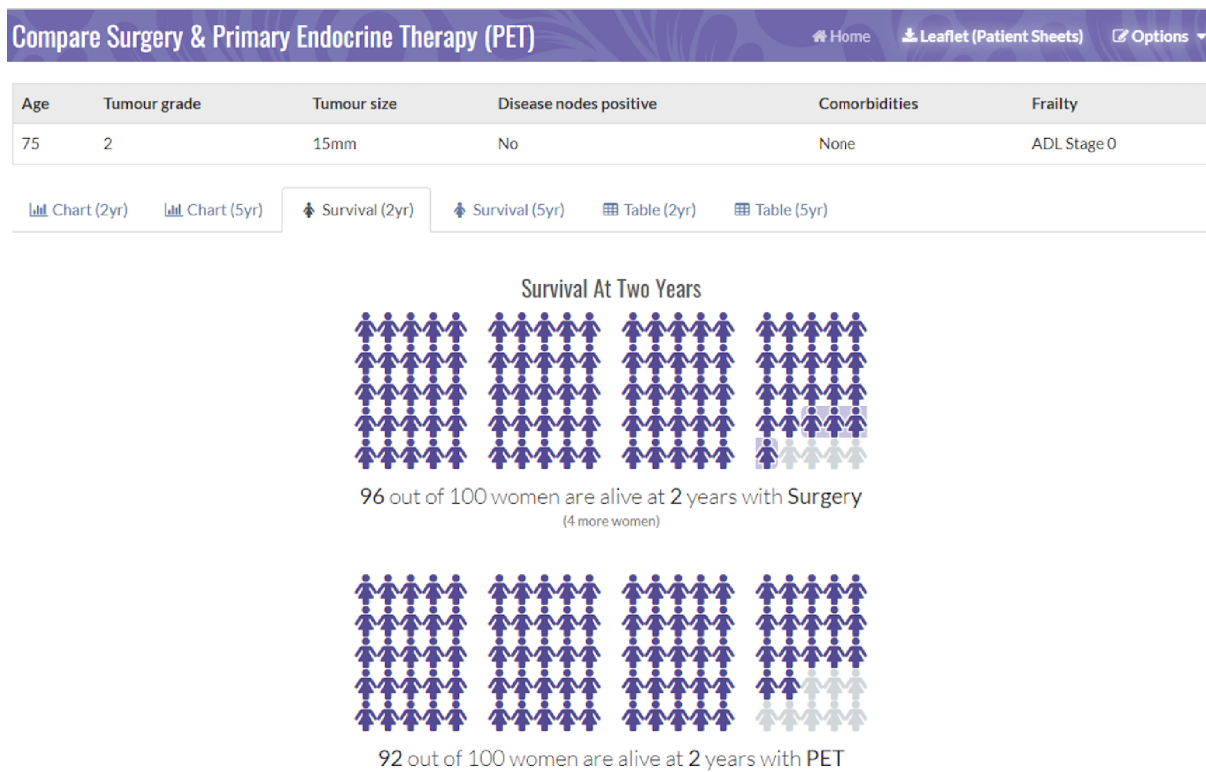 Compare Surgery & Primary Endocrine Therapy (PET) Home Leaflet (Patient Sheets) Options
Age Tumour grade Tumour size Disease nodes positive Comorbidities Frailty
75 2 15mm No None ADL Stage 0
Chart (2yr) Chart (5yr) Survival (2yr) Survival (5yr) Table (2yr) Table (5yr)
Survival At Two Years
96 out of 100 women are alive at 2 years with Surgery
(4 more women)
92 out of 100 women are alive at 2 years with PET